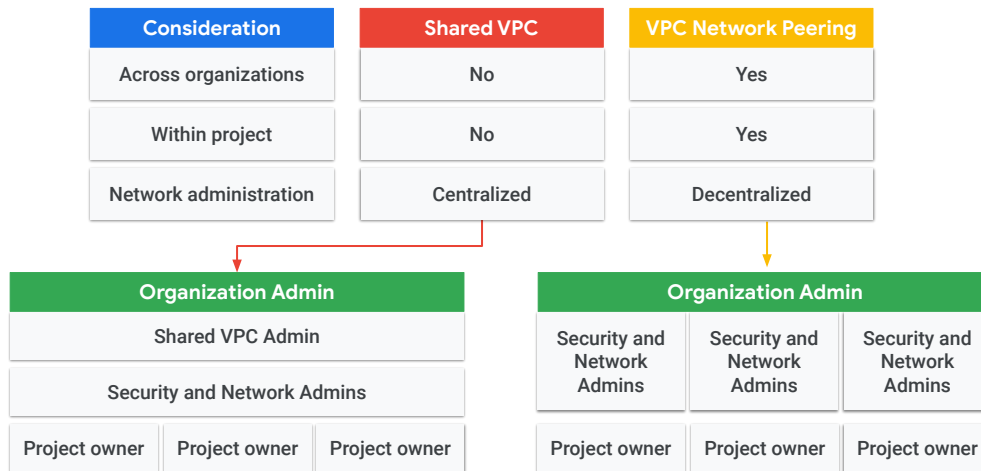 Consideration
Shared VPC
VPC Network Peering
Across organizations
No
Yes
Within project
No
Yes
Network administration
Centralized
Decentralized
Organization Admin
Shared VPC Admin
Security and Network Admins
Project owner
Project owner
Project owner
Organization Admin
Security and
Network
Admins
Security and
Network
Admins
Security and
Network
Admins
Project owner
Project owner
Project owner